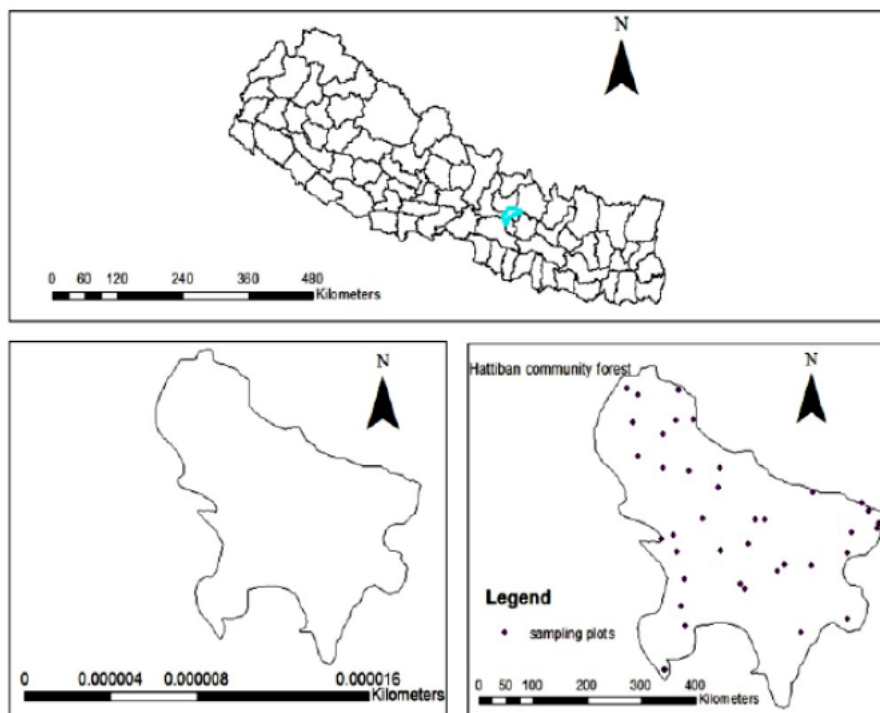 N
0 60 120 240 360 480
Kilometers
N
0 0.000004 0.000008 0.000016
Kilometers
Hattiban community forest
N
Legend
sampling plots
0 50 100 200 300 400
Kilometers